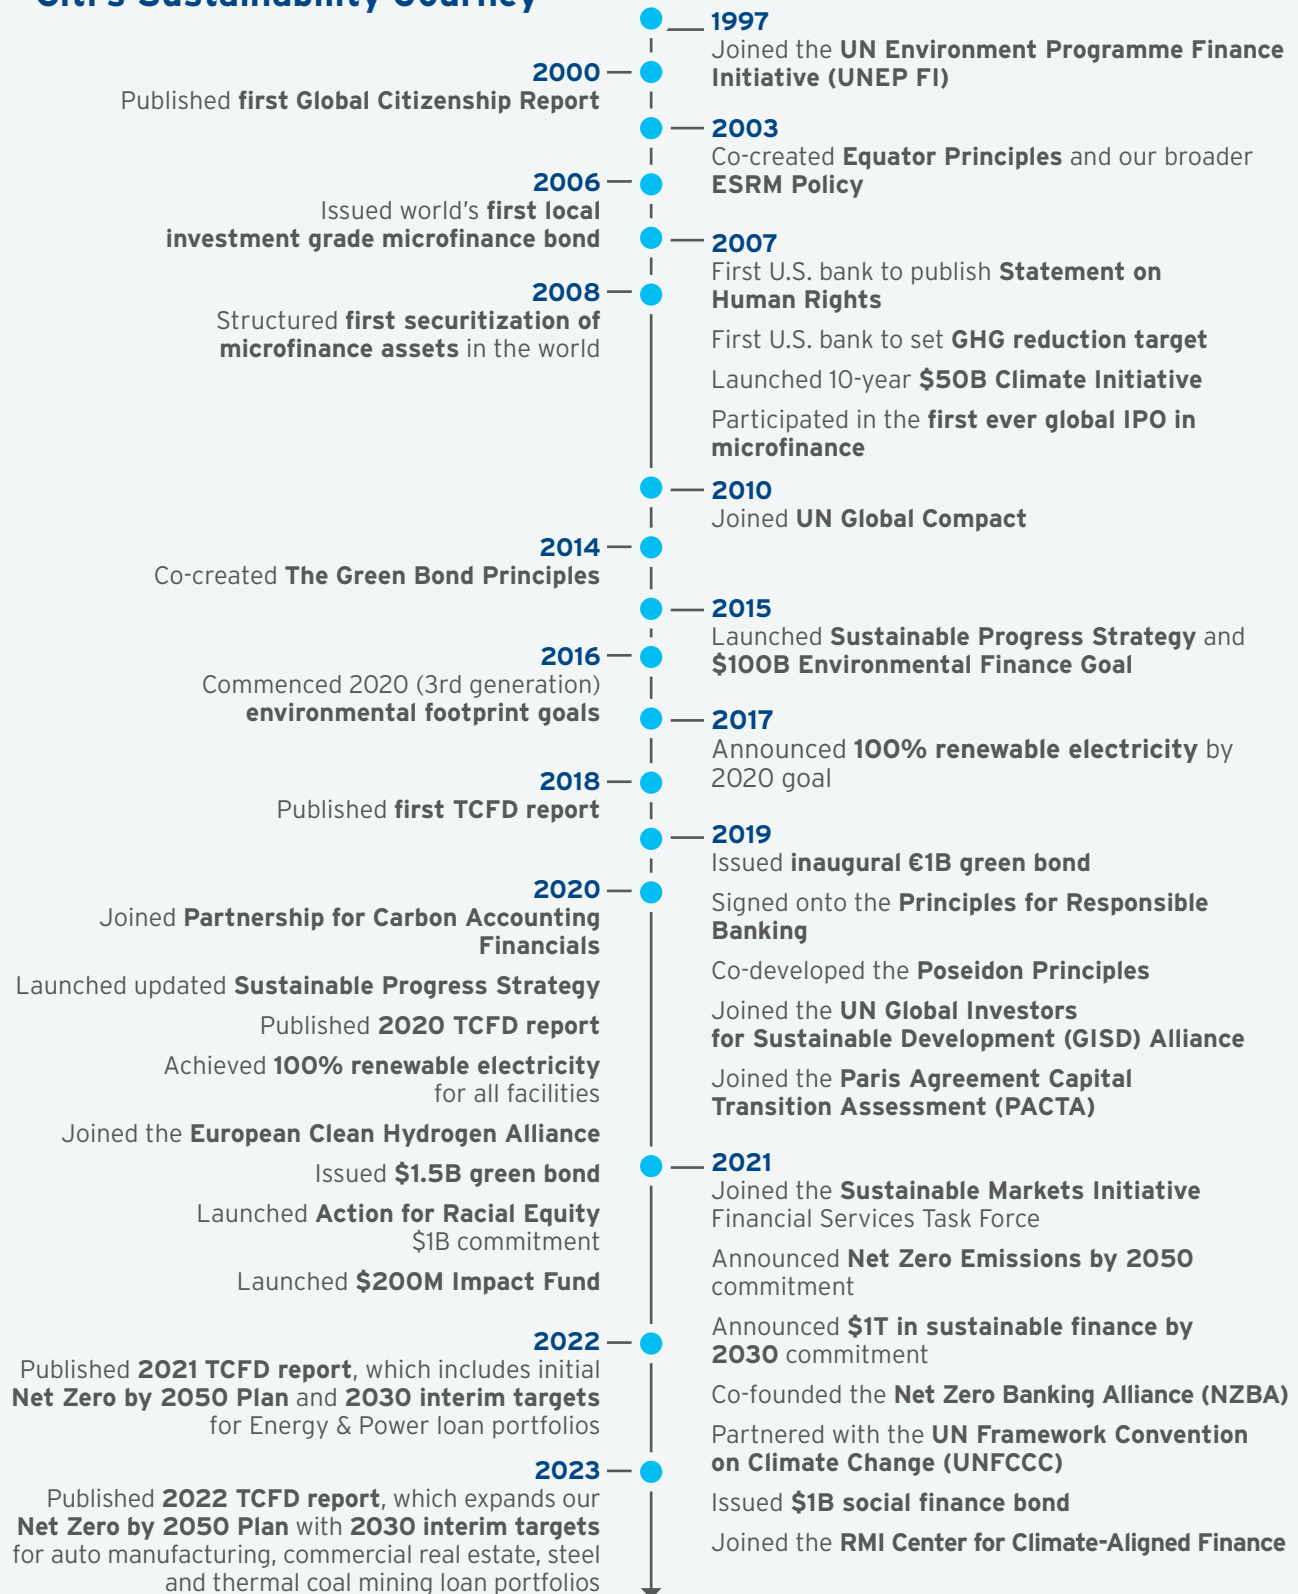 Citi's Sustainability Journey
1997
Joined the UN Environment Programme Finance
Initiative (UNEP FI)
2000
Published first Global Citizenship Report
2003
Co-created Equator Principles and our broader
ESRM Policy
2006
Issued world's first local
investment grade microfinance bond
2007
First U.S. bank to publish Statement on
Human Rights
First U.S. bank to set GHG reduction target
Launched 10-year $50B Climate Initiative
Participated in the first ever global IPO in
microfinance
2008
Structured first securitization of
microfinance assets in the world
2010
Joined UN Global Compact
2014
Co-created The Green Bond Principles
2015
Launched Sustainable Progress Strategy and
$100B Environmental Finance Goal
2016
Commenced 2020 (3rd generation)
environmental footprint goals
2017
Announced 100% renewable electricity by
2020 goal
2018
Published first TCFD report
2019
Issued inaugural €1B green bond
Signed onto the Principles for Responsible
Banking
Co-developed the Poseidon Principles
Joined the UN Global Investors
for Sustainable Development (GISD) Alliance
Joined the Paris Agreement Capital
Transition Assessment (PACTA)
2020
Joined Partnership for Carbon Accounting
Financials
Launched updated Sustainable Progress Strategy
Published 2020 TCFD report
Achieved 100% renewable electricity
for all facilities
Joined the European Clean Hydrogen Alliance
Issued $1.5B green bond
Launched Action for Racial Equity
$1B commitment
Launched $200M Impact Fund
2021
Joined the Sustainable Markets Initiative
Financial Services Task Force
Announced Net Zero Emissions by 2050
commitment
Announced $1T in sustainable finance by
2030 commitment
Co-founded the Net Zero Banking Alliance (NZBA)
Partnered with the UN Framework Convention
on Climate Change (UNFCCC)
Issued $1B social finance bond
Joined the RMI Center for Climate-Aligned Finance
2022
Published 2021 TCFD report, which includes initial
Net Zero by 2050 Plan and 2030 interim targets
for Energy & Power loan portfolios
2023
Published 2022 TCFD report, which expands our
Net Zero by 2050 Plan with 2030 interim targets
for auto manufacturing, commercial real estate, steel
and thermal coal mining loan portfolios